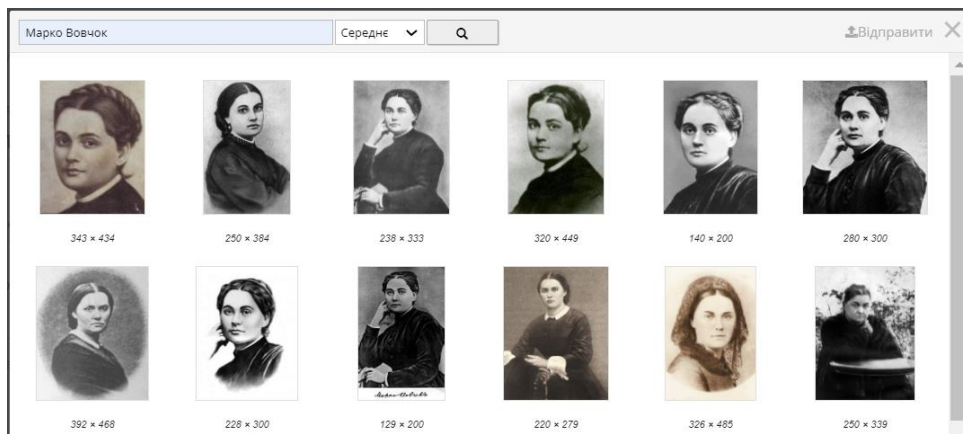 Марко Вовчок Середнє Відправити
343 × 434 250 × 384 238 × 333 320 × 449 140 × 200 280 × 300
392 × 468 228 × 300 129 × 200 220 × 279 326 × 485 250 × 339